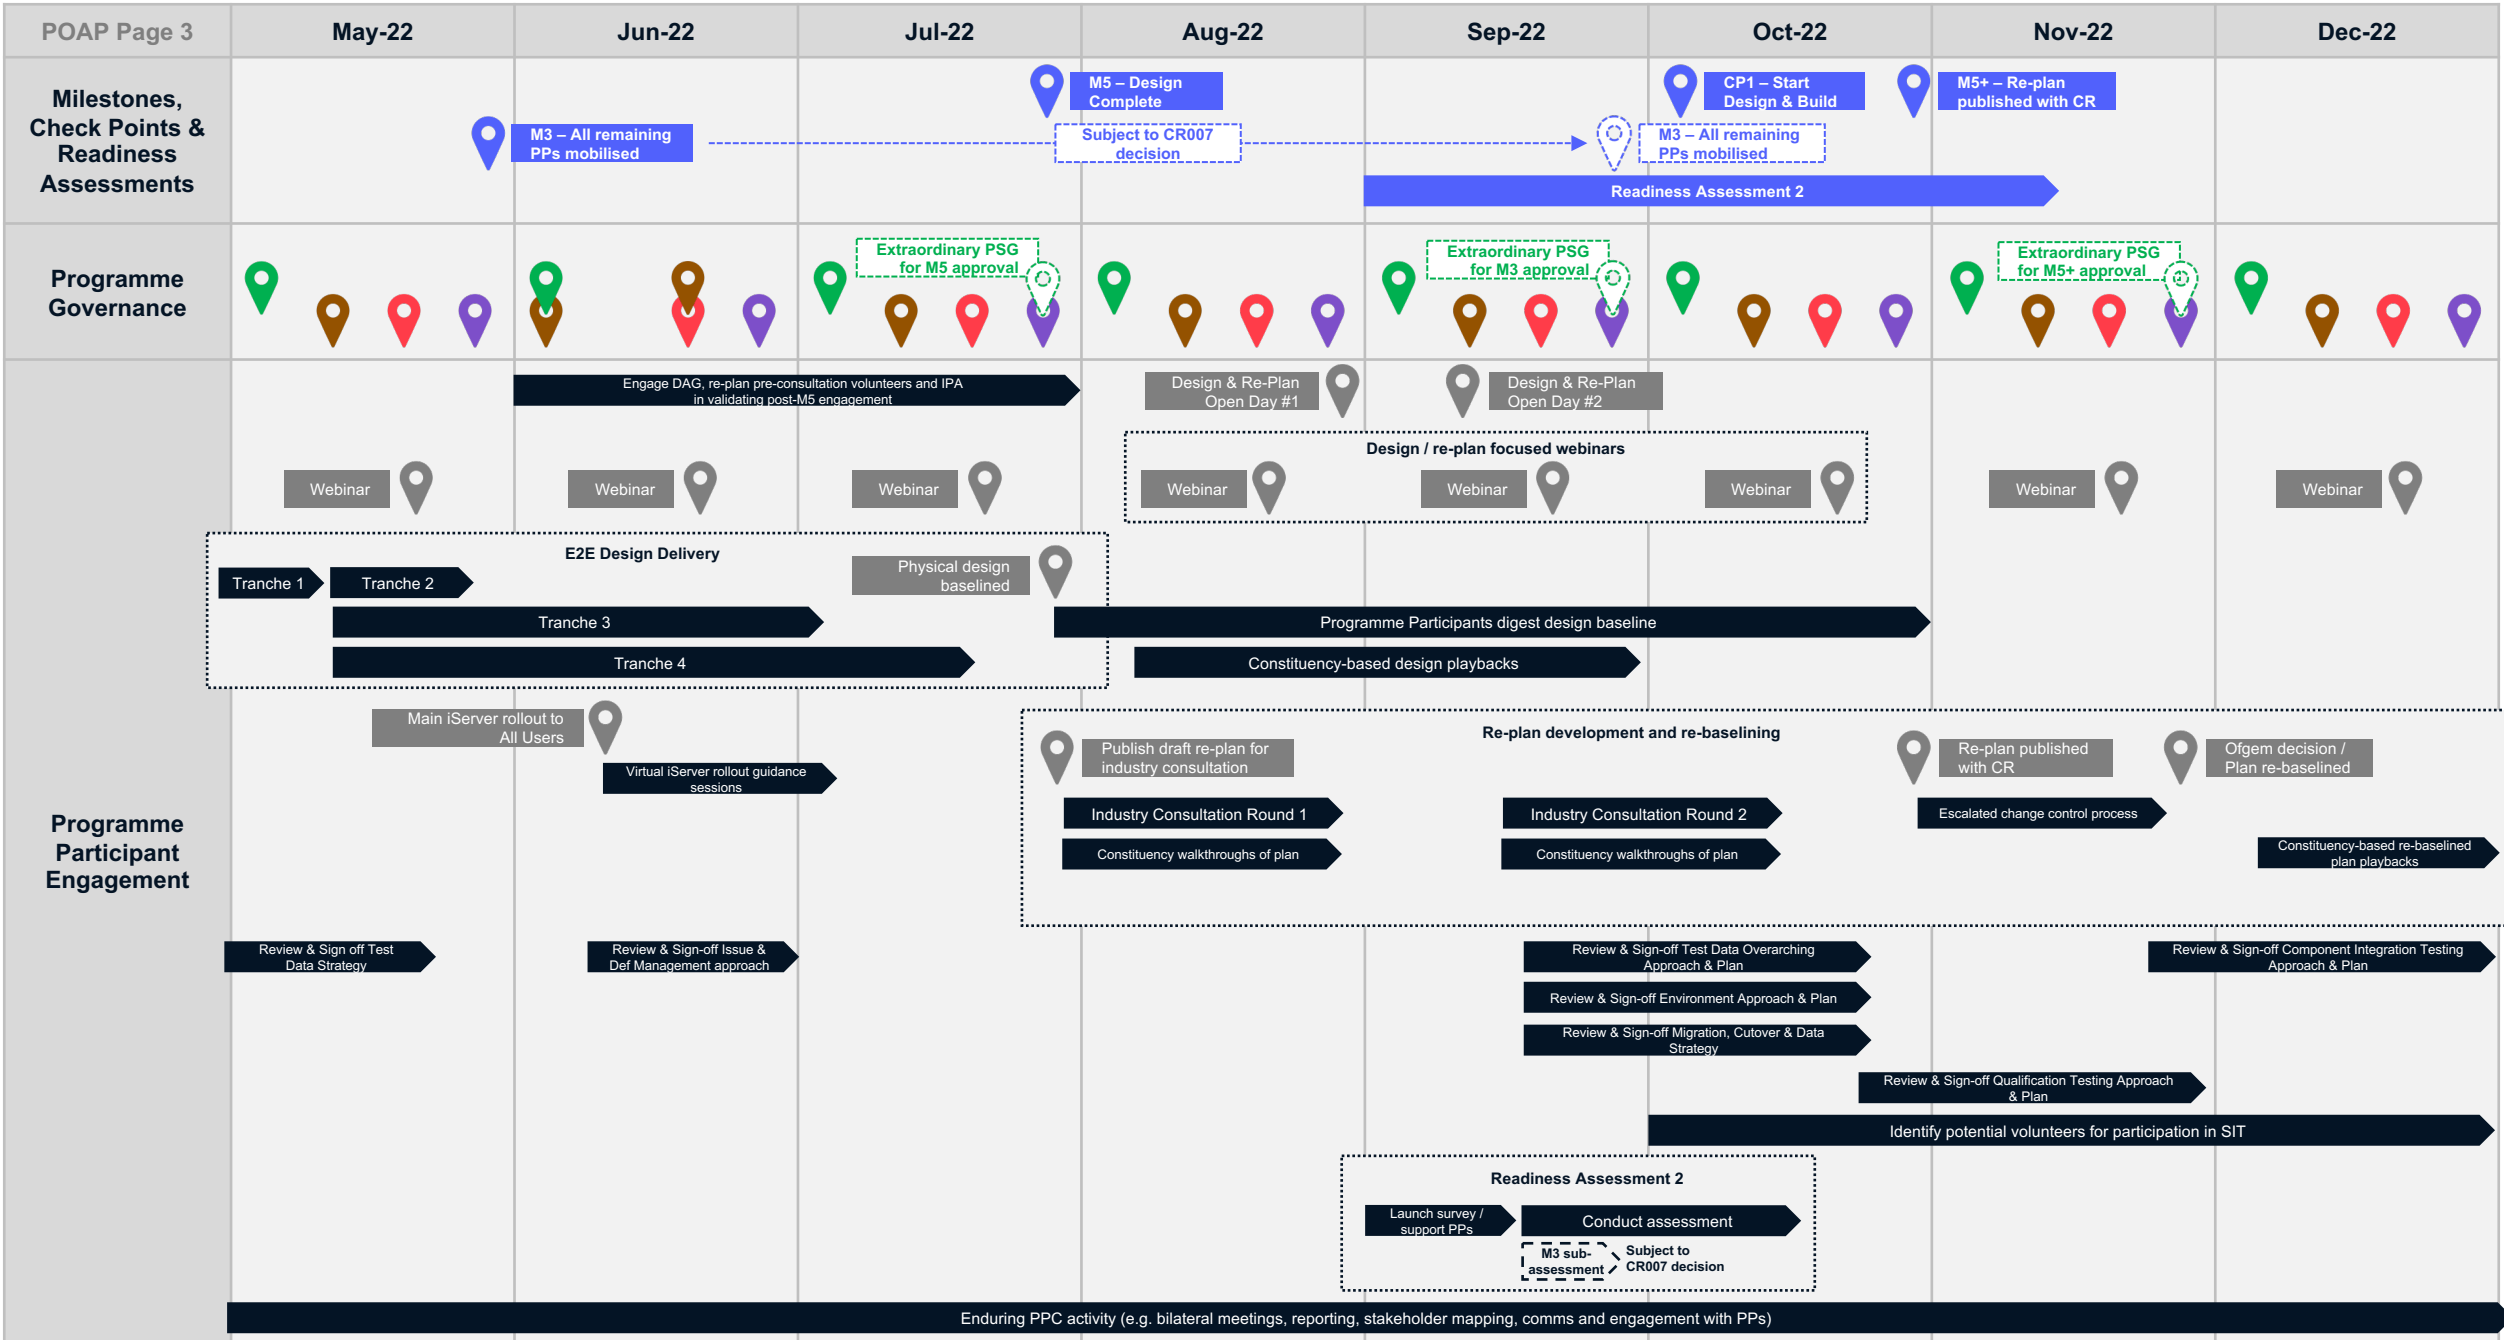 POAP Page 3
May-22
Jun-22
Jul-22
Aug-22
Sep-22
Oct-22
Nov-22
Dec-22
Milestones,
Check Points &
Readiness
Assessments
M5 – Design
Complete
CP1 – Start
Design & Build
M5+ – Re-plan
published with CR
M3 – All remaining
PPs mobilised
Subject to CR007
decision
M3 – All remaining
PPs mobilised
Readiness Assessment 2
Programme
Governance
Extraordinary PSG
for M5 approval
Extraordinary PSG
for M3 approval
Extraordinary PSG
for M5+ approval
Programme
Participant
Engagement
Engage DAG, re-plan pre-consultation volunteers and IPA
in validating post-M5 engagement
Design & Re-Plan
Open Day #1
Design & Re-Plan
Open Day #2
Design / re-plan focused webinars
Webinar
Webinar
Webinar
Webinar
Webinar
Webinar
Webinar
Webinar
E2E Design Delivery
Tranche 1
Tranche 2
Physical design
baselined
Tranche 3
Programme Participants digest design baseline
Tranche 4
Constituency-based design playbacks
Main iServer rollout to
All Users
Virtual iServer rollout guidance
sessions
Re-plan development and re-baselining
Publish draft re-plan for
industry consultation
Re-plan published
with CR
Ofgem decision /
Plan re-baselined
Industry Consultation Round 1
Industry Consultation Round 2
Escalated change control process
Constituency walkthroughs of plan
Constituency walkthroughs of plan
Constituency-based re-baselined
plan playbacks
Review & Sign off Test
Data Strategy
Review & Sign-off Issue &
Def Management approach
Review & Sign-off Test Data Overarching
Approach & Plan
Review & Sign-off Component Integration Testing
Approach & Plan
Review & Sign-off Environment Approach & Plan
Review & Sign-off Migration, Cutover & Data
Strategy
Review & Sign-off Qualification Testing Approach
& Plan
Identify potential volunteers for participation in SIT
Readiness Assessment 2
Launch survey /
support PPs
Conduct assessment
M3 sub-
assessment
Subject to
CR007 decision
Enduring PPC activity (e.g. bilateral meetings, reporting, stakeholder mapping, comms and engagement with PPs)